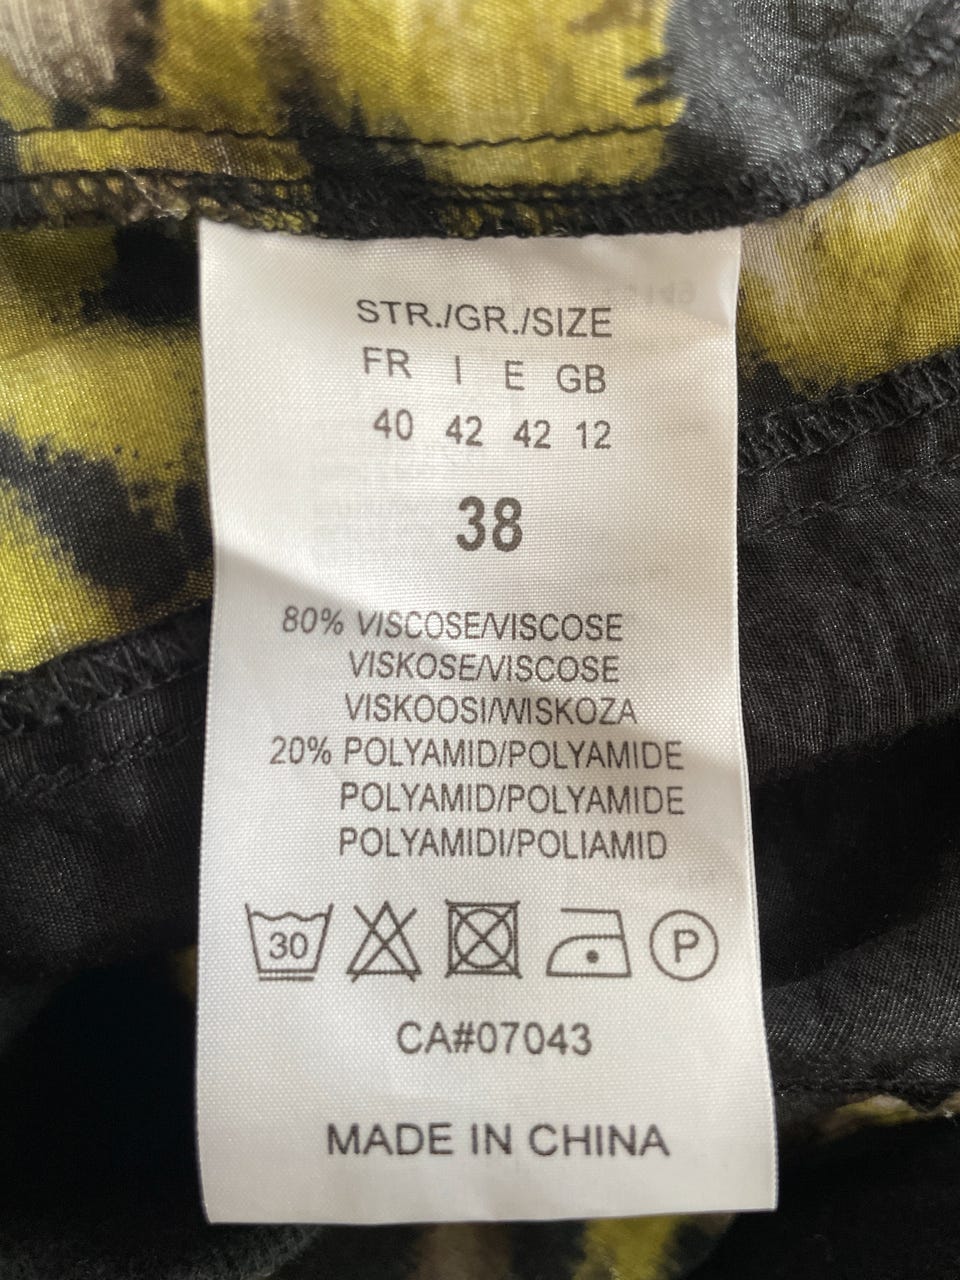 STR./GR./SIZE
FR I E GB
40 42 42 12
38
80% VISCOSE/VISCOSE
VISKOSE/VISCOSE
VISKOOSI/WISKOZA
20% POLYAMID/POLYAMIDE
POLYAMID/POLYAMIDE
POLYAMIDI/POLIAMID
30 P
CA#07043
MADE IN CHINA